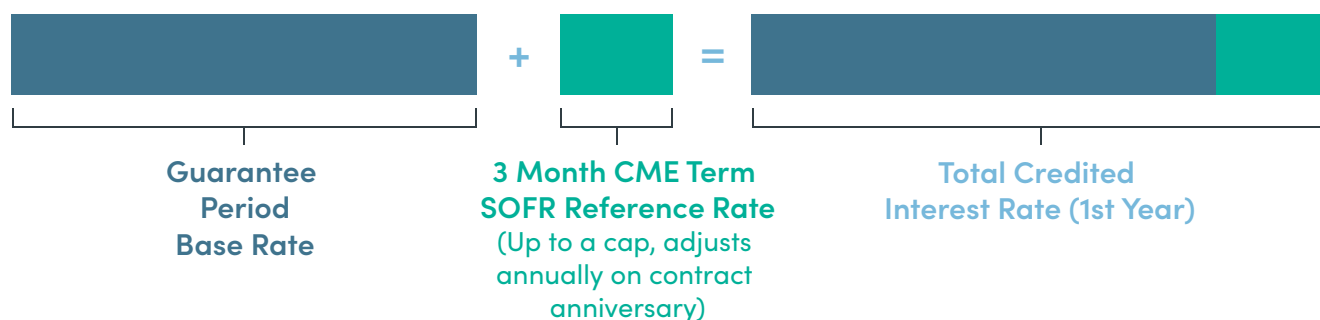 +
=
Guarantee
Period
Base Rate
3 Month CME Term
SOFR Reference Rate
(Up to a cap, adjusts
annually on contract
anniversary)
Total Credited
Interest Rate (1st Year)